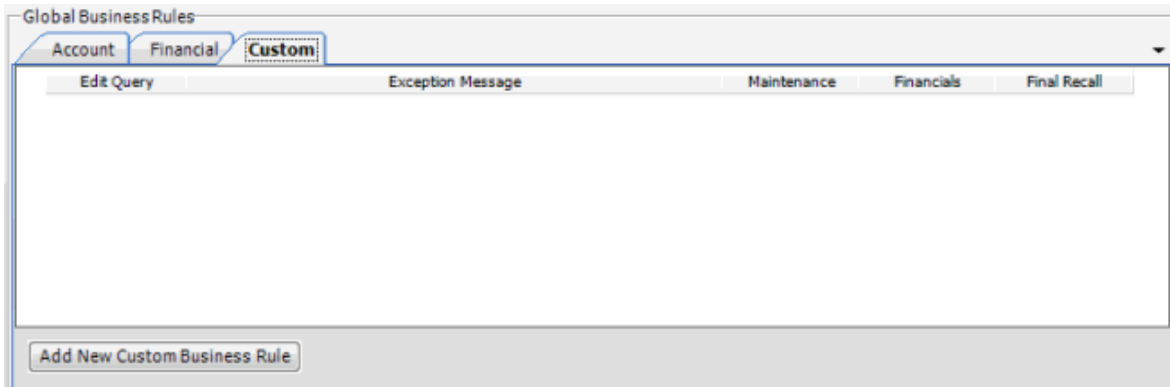 Global Business Rules
Account Financial Custom
Edit Query Exception Message Maintenance Financials Final Recall
Add New Custom Business Rule